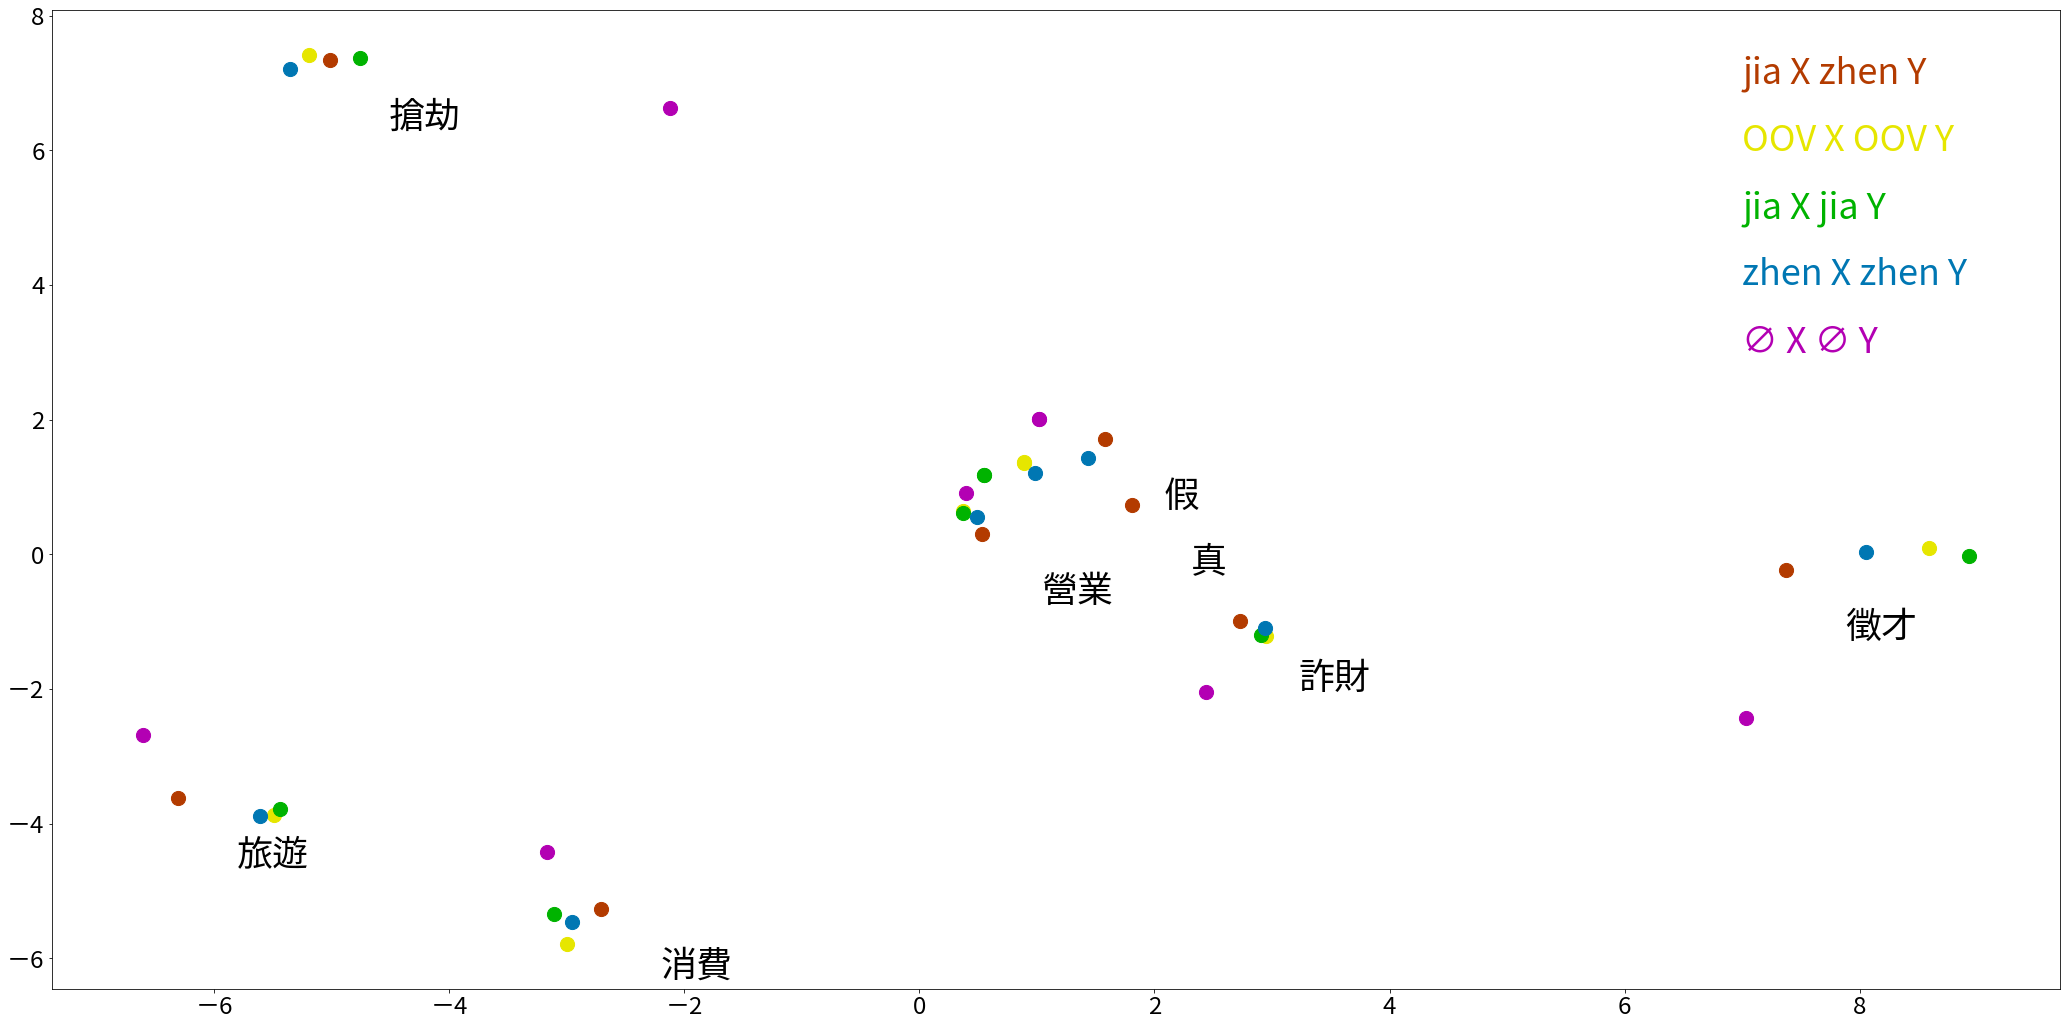 jia X zhen Y
OOV X OOV Y
jia X jia Y
zhen X zhen Y
∅ X ∅ Y
搶劫
假
真
營業
徵才
詐財
旅遊
消費
8
6
4
2
0
−2
−4
−6
−6 −4 −2 0 2 4 6 8